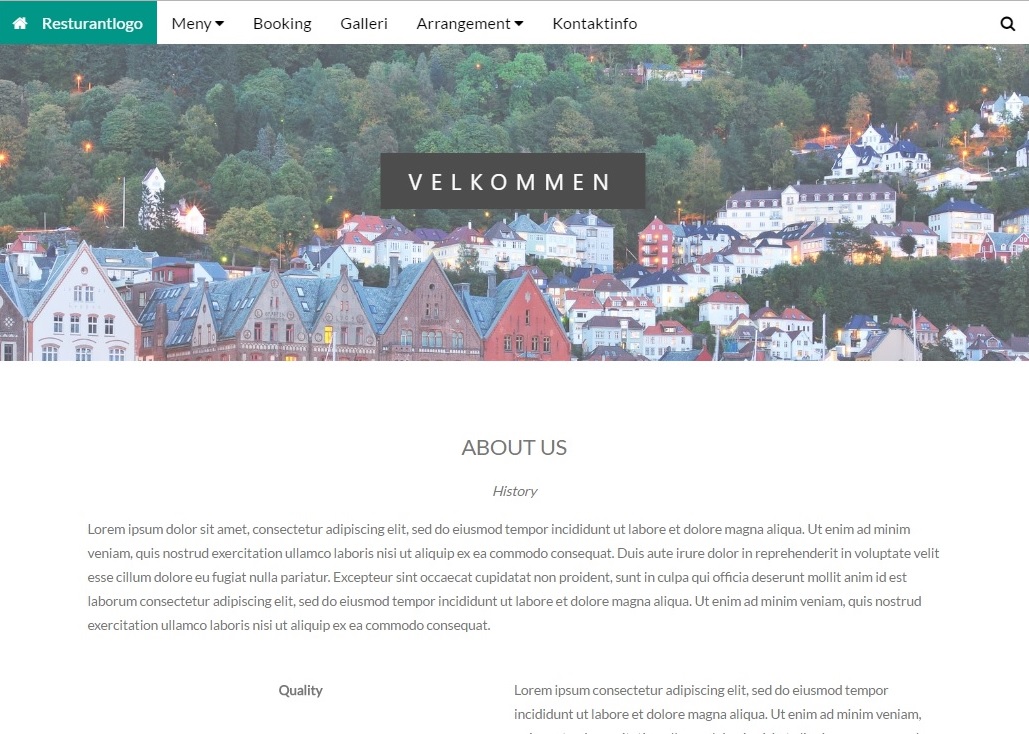 Resturantlogo Meny Booking Galleri Arrangement Kontaktinfo
VELKOMMEN
ABOUT US
History
Lorem ipsum dolor sit amet, consectetur adipiscing elit, sed do eiusmod tempor incididunt ut labore et dolore magna aliqua. Ut enim ad minim
veniam, quis nostrud exercitation ullamco laboris nisi ut aliquip ex ea commodo consequat. Duis aute irure dolor in reprehenderit in voluptate velit
esse cillum dolore eu fugiat nulla pariatur. Excepteur sint occaecat cupidatat non proident, sunt in culpa qui officia deserunt mollit anim id est
laborum consectetur adipiscing elit, sed do eiusmod tempor incididunt ut labore et dolore magna aliqua. Ut enim ad minim veniam, quis nostrud
exercitation ullamco laboris nisi ut aliquip ex ea commodo consequat.
Quality
Lorem ipsum consectetur adipiscing elit, sed do eiusmod tempor
incididunt ut labore et dolore magna aliqua. Ut enim ad minim veniam,